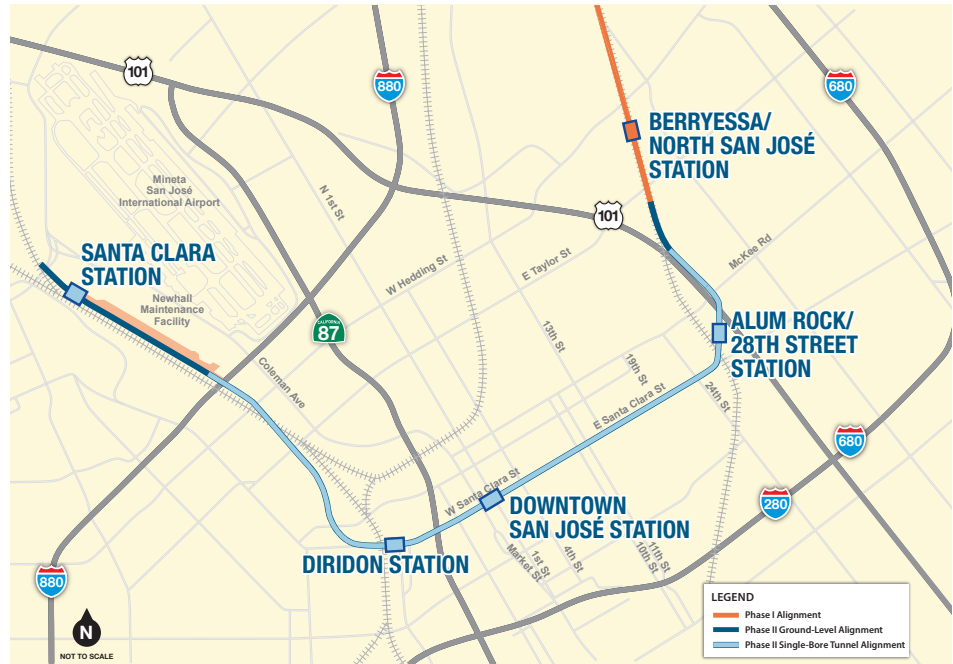 101
880
680
BERRYESSA/
NORTH SAN JOSÉ
STATION
Mineta
San José
International Airport
N 1st St
101
SANTA CLARA
STATION
W Hedding St
E Taylor St
McKee Rd
Newhall
Maintenance
Facility
CALIFORNIA
87
13th St
ALUM ROCK/
28TH STREET
STATION
Coleman Ave
19th St
24th St
E Santa Clara St
680
W Santa Clara St
280
DOWNTOWN
SAN JOSÉ STATION
DIRIDON STATION
Market St
1st St
4th St
10th St
11th St
880
N
NOT TO SCALE
LEGEND
Phase I Alignment
Phase II Ground-Level Alignment
Phase II Single-Bore Tunnel Alignment